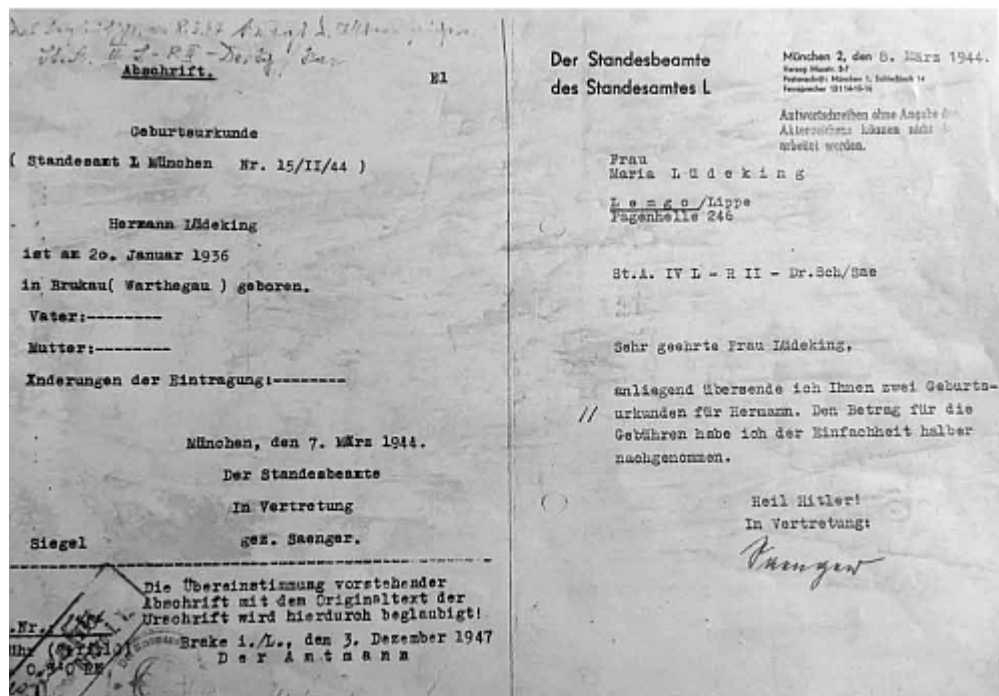 Abschrift.
El
Geburtsurkunde
( Standesamt L München Nr. 15/II/44 )
Hermann Lüdeking
ist am 20. Januar 1936
in Brukau( Warthegau ) geboren.
Vater:--------
Mutter:--------
Änderungen der Eintragung:--------
München, den 7. März 1944.
Der Standesbeamte
In Vertretung
Siegel gez. Saenger.
Die Übereinstimmung vorstehender
Abschrift mit dem Originaltext der
Urschrift wird hierdurch beglaubigt!
Brake i./L., den 3. Dezember 1947
Der Amtmann
Der Standesbeamte
des Standesamtes L
München 2, den 8. März 1944.
Antwortschreiben ohne Angabe
Aktenzeichens können nicht
Frau
Maria Lüdeking
Lemgo/Lippe
Pagenhelle 246
St.A. IV L - R II - Dr.Sch/Sae
Sehr geehrte Frau Lüdeking,
anliegend übersende ich Ihnen zwei Geburts-
// urkunden für Hermann. Den Betrag für die
Gebühren habe ich der Einfachheit halber
nachgenommen.
Heil Hitler!
In Vertretung:
Saenger